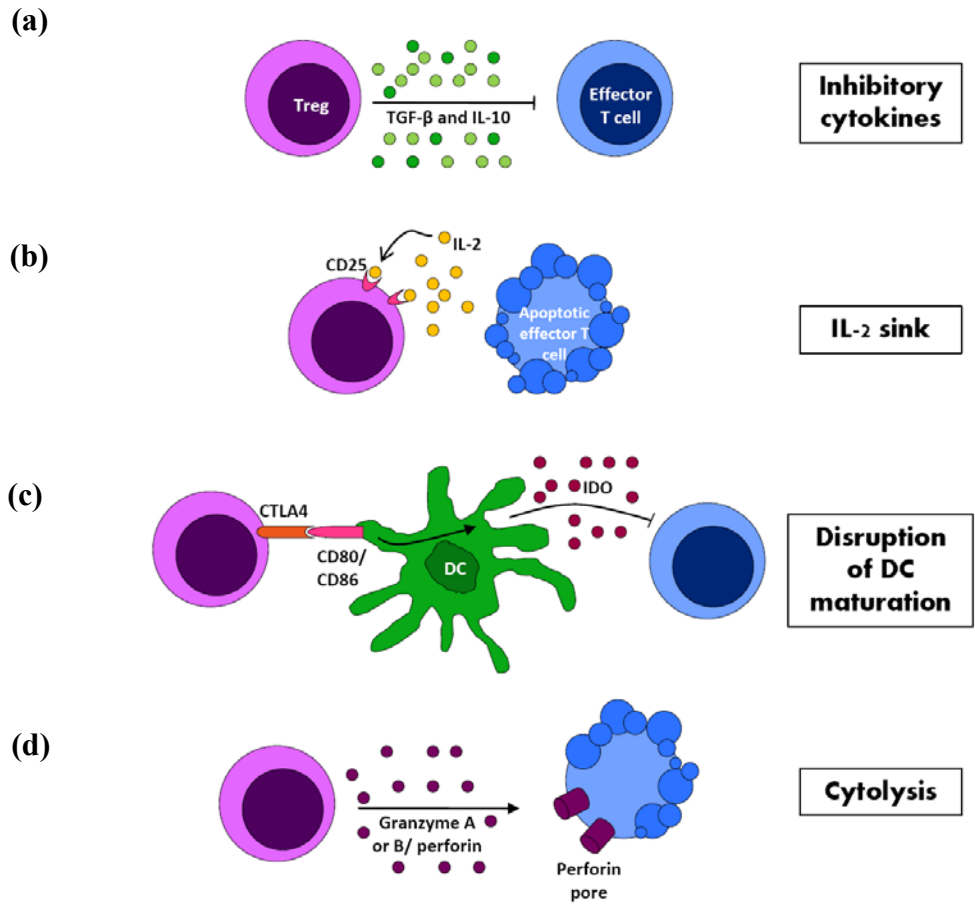 (a)
Treg
TGF-β and IL-10
Effector
T cell
Inhibitory
cytokines
(b)
CD25
IL-2
Apoptotic
effector T
cell
IL-2 sink
(c)
CTLA4
CD80/
CD86
DC
IDO
Disruption
of DC
maturation
(d)
Granzyme A
or B/ perforin
Perforin
pore
Cytolysis